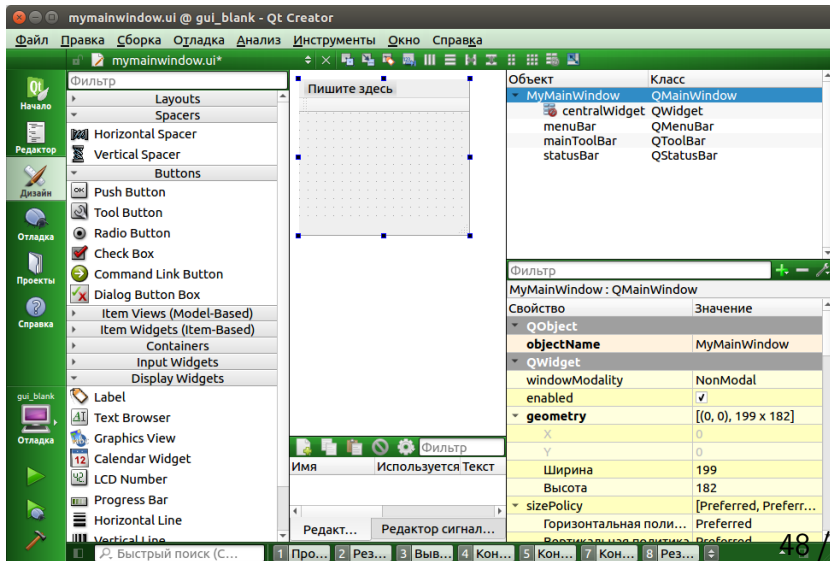 mymainwindow.ui @ gui_blank - Qt Creator
Файл Правка Сборка Отладка Анализ Инструменты Окно Справка
mymainwindow.ui*
Начало
Редактор
Дизайн
Отладка
Проекты
Справка
gui_blank
Отладка
Фильтр
Layouts
Spacers
Horizontal Spacer
Vertical Spacer
Buttons
OK Push Button
Tool Button
Radio Button
Check Box
Command Link Button
Dialog Button Box
Item Views (Model-Based)
Item Widgets (Item-Based)
Containers
Input Widgets
Display Widgets
Label
AI Text Browser
Graphics View
12 Calendar Widget
42 LCD Number
Progress Bar
Horizontal Line
Vertical Line
Пишите здесь
Фильтр
Имя Используется Текст
Редакт... Редактор сигнал...
Объект Класс
MyMainWindow QMainWindow
centralWidget QWidget
menuBar QMenuBar
mainToolBar QToolBar
statusBar QStatusBar
Фильтр
MyMainWindow : QMainWindow
Свойство Значение
QObject
objectName MyMainWindow
QWidget
windowModality NonModal
enabled
geometry [(0, 0), 199 x 182]
X 0
Y 0
Ширина 199
Высота 182
sizePolicy [Preferred, Preferr...
Горизонтальная поли... Preferred
Вертикальная политика Preferred
Быстрый поиск (С... 1 Про... 2 Рез... 3 Выв... 4 Кон... 5 Кон... 7 Кон... 8 Рез...
48 /